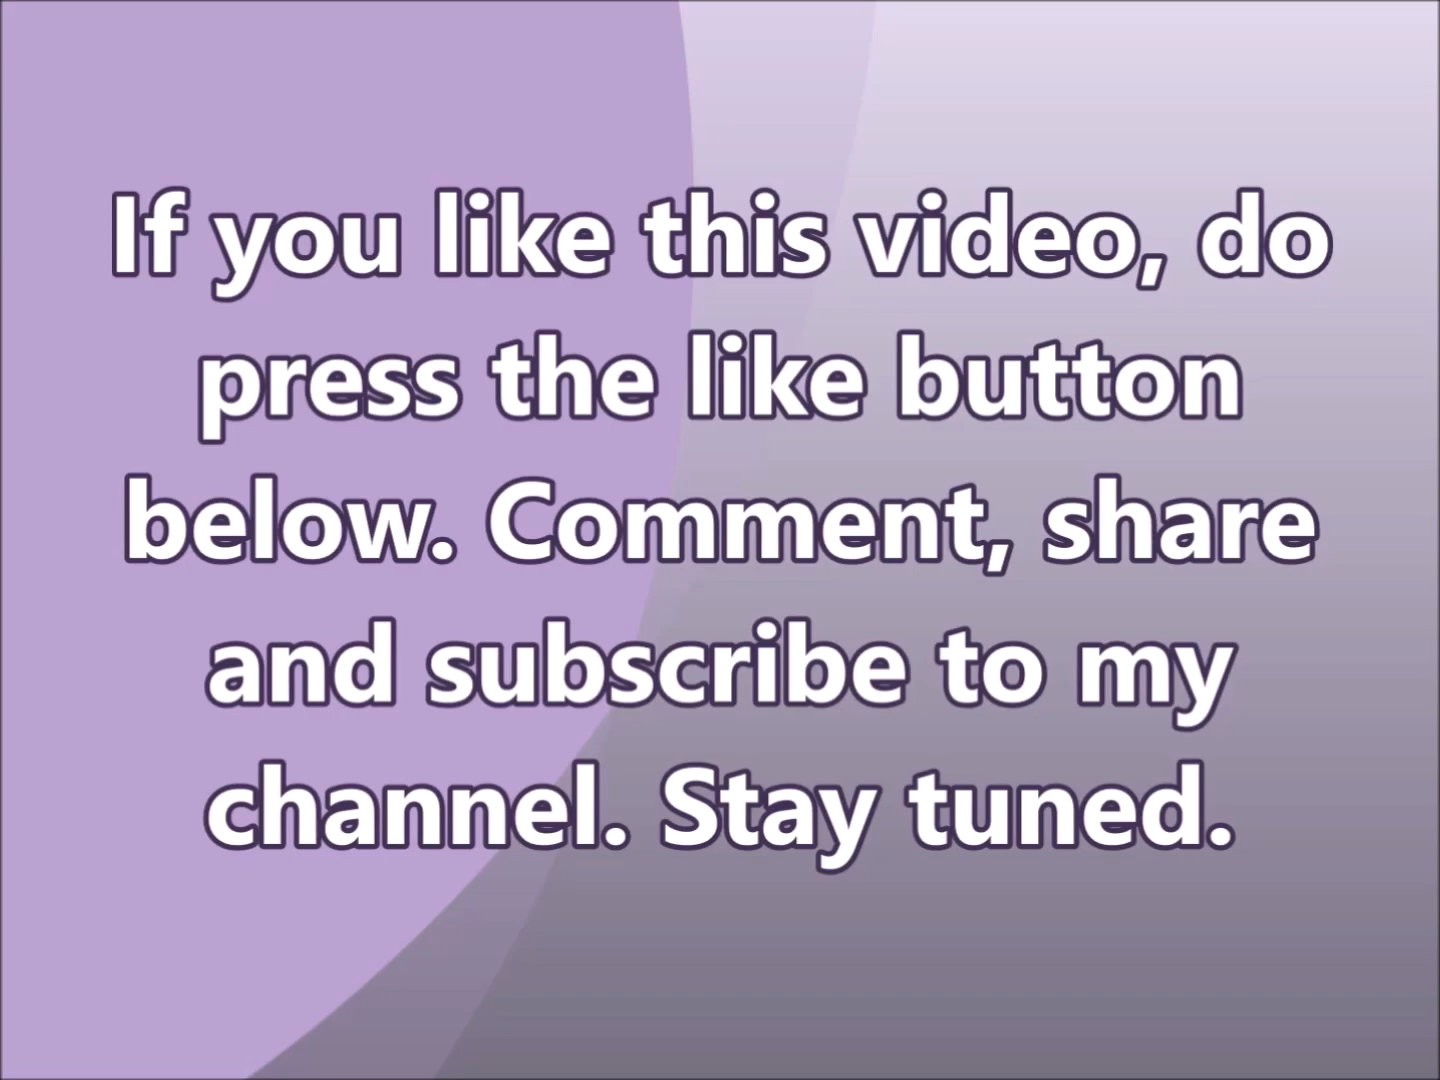 If you like this video, do
press the like button
below. Comment, share
and subscribe to my
channel. Stay tuned.